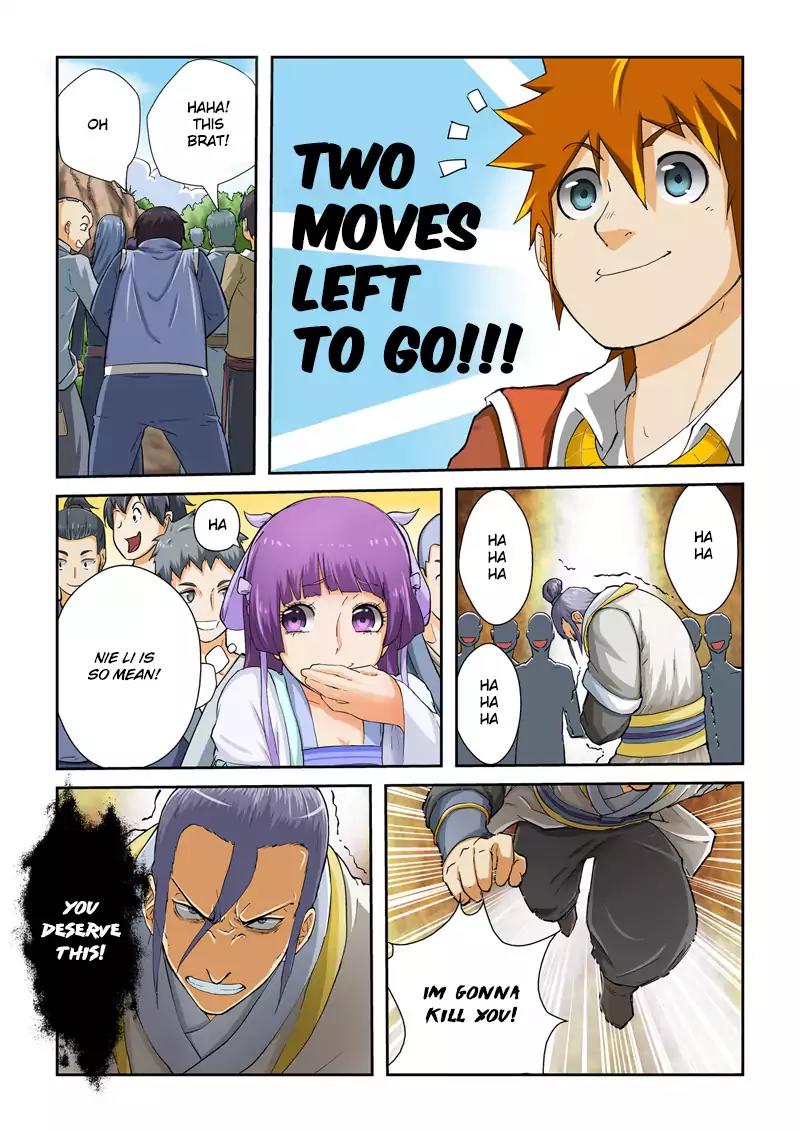 OH
HAHA!
THIS
BRAT!
TWO
MOVES
LEFT
TO GO!!!
HA
NIE LI IS
SO MEAN!
HA
HA
HA
HA
HA
HA
HA
HA
YOU
DESERVE
THIS!
IM GONNA
KILL YOU!